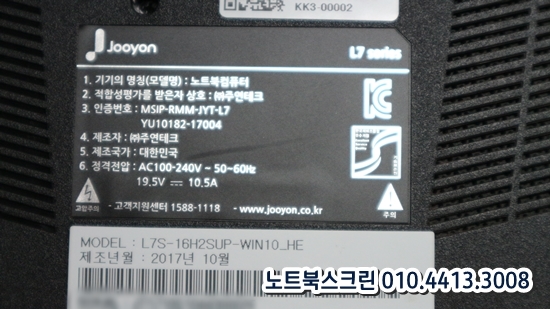 KK3-00002
Jooyon
L7 series
1. 기기의 명칭(모델명) : 노트북컴퓨터
2. 적합성평가를 받은자 상호 : ㈜주연테크
3. 인증번호 : MSIP-RMM-JYT-L7
YU10182-17004
4. 제조자 : ㈜주연테크
5. 제조국가 : 대한민국
6. 정격전압 : AC100-240V ~ 50~60Hz
19.5V ⎓ 10.5A
고압주의
- 고객지원센터 1588-1118 - www.jooyon.co.kr
주의
MODEL : L7S-16H2SUP-WIN10_HE
제조년월 : 2017년 10월
노트북스크린 010.4413.3008